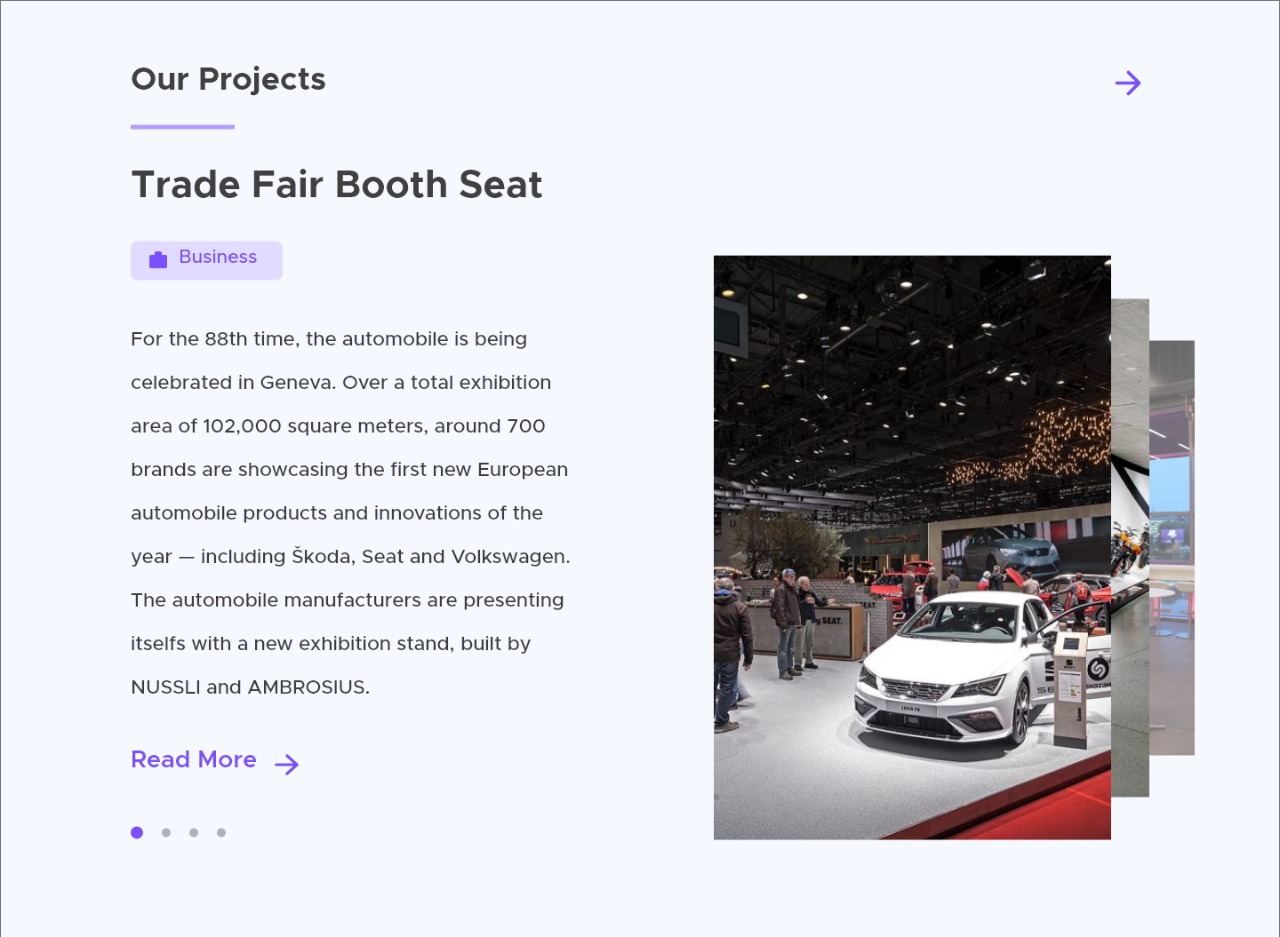 Our Projects
Trade Fair Booth Seat
Business
For the 88th time, the automobile is being
celebrated in Geneva. Over a total exhibition
area of 102,000 square meters, around 700
brands are showcasing the first new European
automobile products and innovations of the
year — including Škoda, Seat and Volkswagen.
The automobile manufacturers are presenting
itselfs with a new exhibition stand, built by
NUSSLI and AMBROSIUS.
Read More
SEAT.
SEAT.
SHAZAM